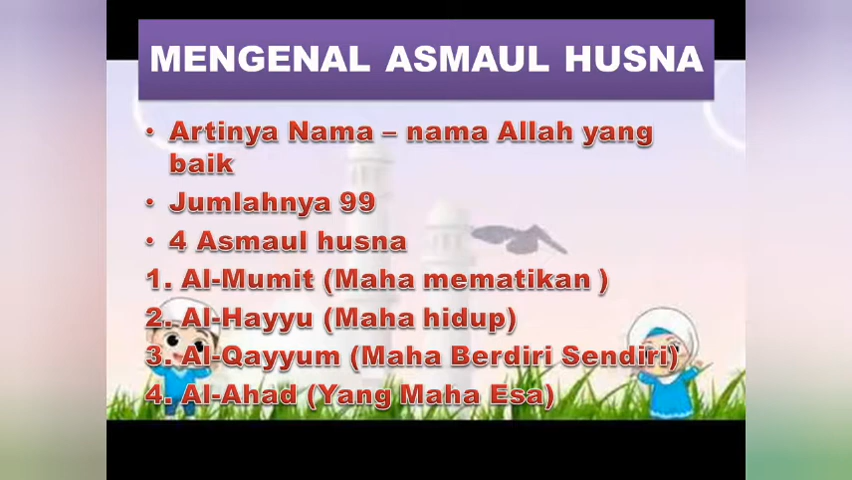 MENGENAL ASMAUL HUSNA
• Artinya Nama – nama Allah yang
baik
• Jumlahnya 99
• 4 Asmaul husna
1. Al-Mumit (Maha mematikan )
2. Al-Hayyu (Maha hidup)
3. Al-Qayyum (Maha Berdiri Sendiri)
4. Al-Ahad (Yang Maha Esa)